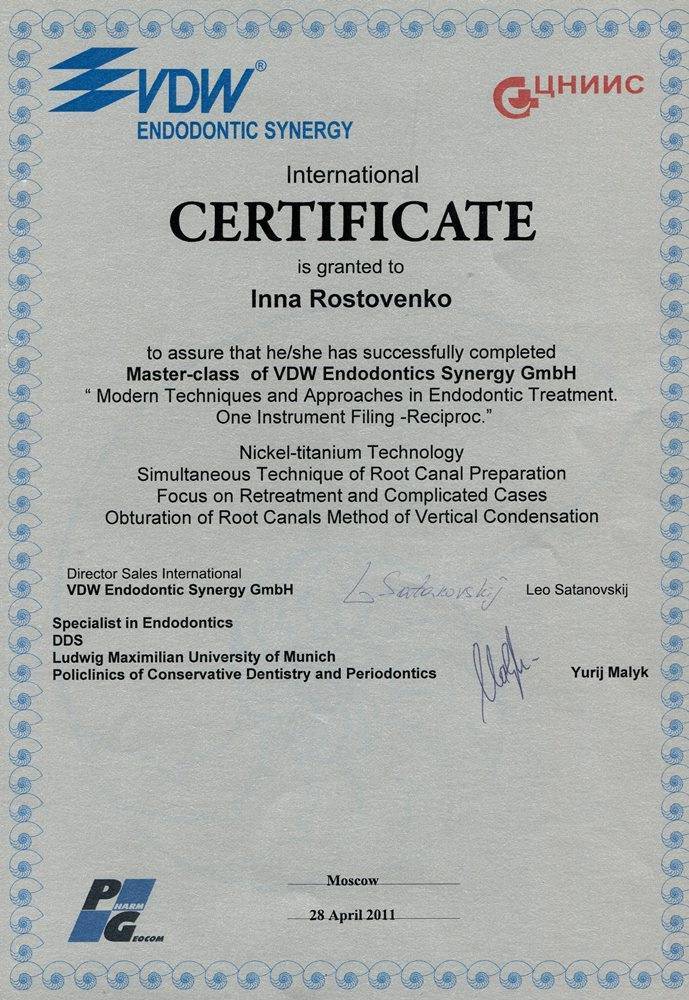 VDW®
ENDODONTIC SYNERGY
ЦНИИС
International
CERTIFICATE
is granted to
Inna Rostovenko
to assure that he/she has successfully completed
Master-class of VDW Endodontics Synergy GmbH
“ Modern Techniques and Approaches in Endodontic Treatment.
One Instrument Filing -Reciproc.”
Nickel-titanium Technology
Simultaneous Technique of Root Canal Preparation
Focus on Retreatment and Complicated Cases
Obturation of Root Canals Method of Vertical Condensation
Director Sales International
VDW Endodontic Synergy GmbH
L Satanovskij
Leo Satanovskij
Specialist in Endodontics
DDS
Ludwig Maximilian University of Munich
Policlinics of Conservative Dentistry and Periodontics
Yurij Malyk
PHARM
GEOCOM
Moscow
28 April 2011